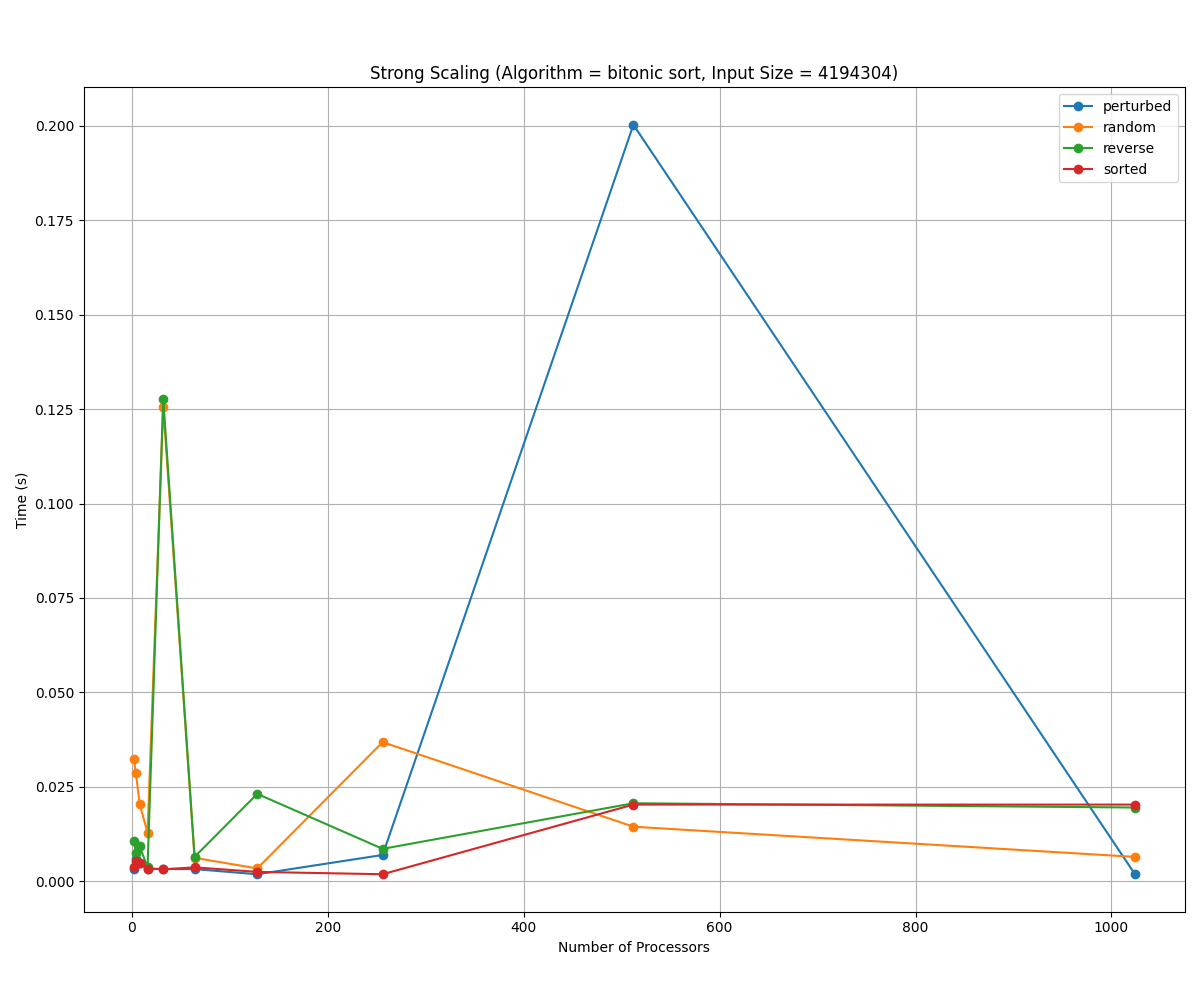 Strong Scaling (Algorithm = bitonic sort, Input Size = 4194304)
perturbed
random
reverse
sorted
0.200
0.175
0.150
0.125
0.100
0.075
0.050
0.025
0.000
Time (s)
0 200 400 600 800 1000
Number of Processors